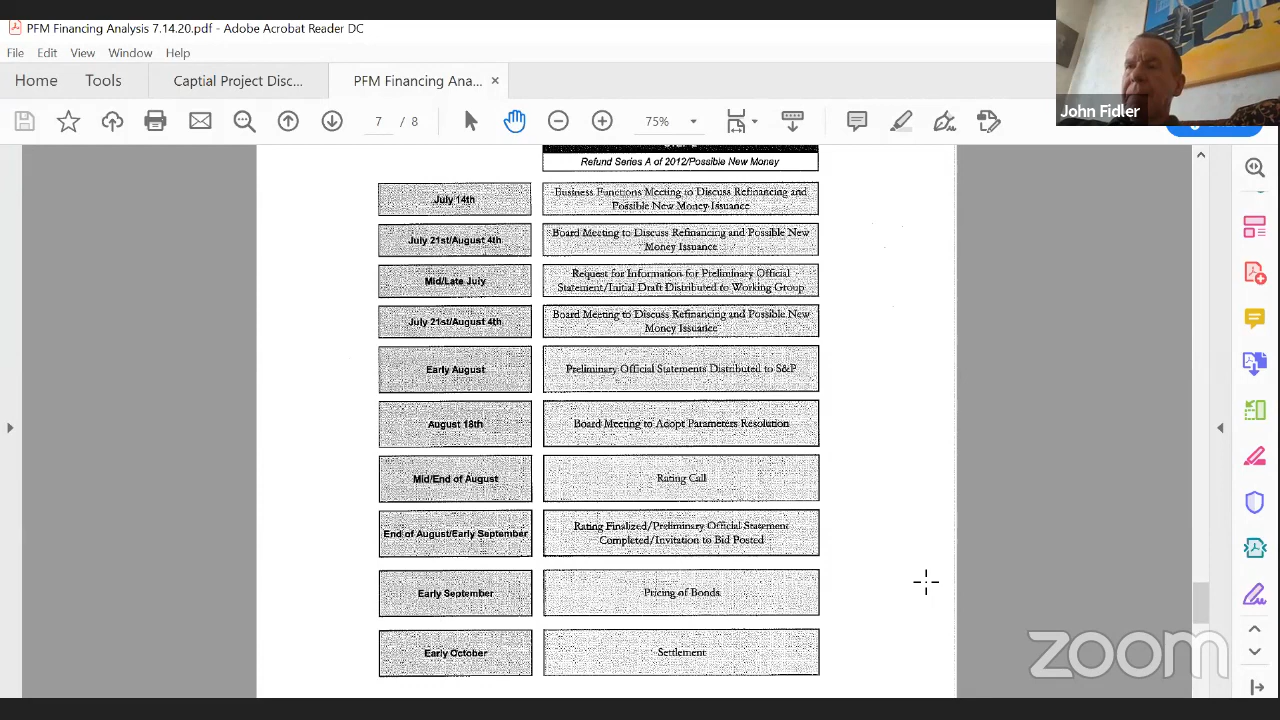 PFM Financing Analysis 7.14.20.pdf - Adobe Acrobat Reader DC
File Edit View Window Help
Home Tools Captial Project Disc... PFM Financing Ana... ×
7 / 8 75%
John Fidler
Refund Series A of 2012/Possible New Money
July 14th
Business Functions Meeting to Discuss Refinancing and
Possible New Money Issuance
July 21st/August 4th
Board Meeting to Discuss Refinancing and Possible New
Money Issuance
Mid/Late July
Request for Information for Preliminary Official
Statement/Initial Draft Distributed to Working Group
July 21st/August 4th
Board Meeting to Discuss Refinancing and Possible New
Money Issuance
Early August
Preliminary Official Statements Distributed to S&P
August 18th
Board Meeting to Adopt Parameters Resolution
Mid/End of August
Rating Call
End of August/Early September
Rating Finalized/Preliminary Official Statement
Completed/Invitation to Bid Posted
Early September
Pricing of Bonds
Early October
Settlement
zoom